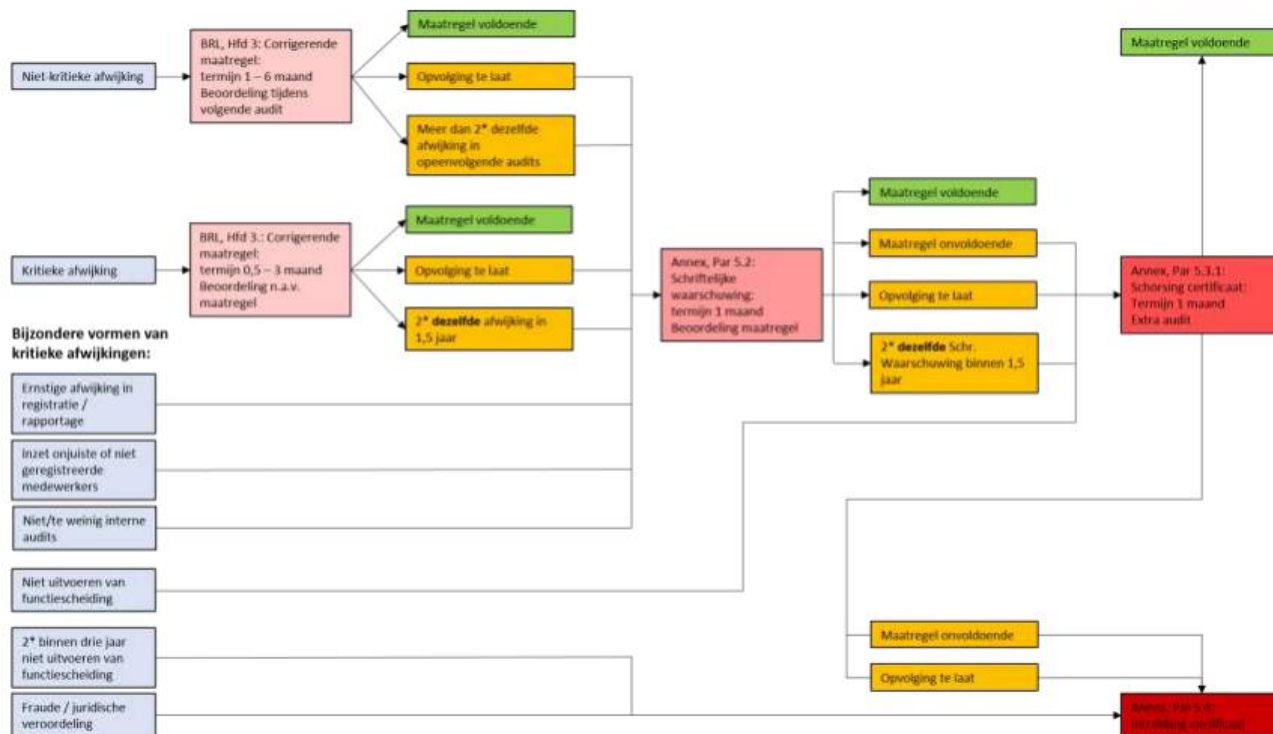 Niet-kritieke afwijking
BRL, Hfd 3: Corrigerende
maatregel:
termijn 1 – 6 maand
Beoordeling tijdens
volgende audit
Maatregel voldoende
Opvolging te laat
Meer dan 2* dezelfde
afwijking in
opeenvolgende audits
Kritieke afwijking
BRL, Hfd 3.: Corrigerende
maatregel:
termijn 0,5 – 3 maand
Beoordeling n.a.v.
maatregel
Maatregel voldoende
Opvolging te laat
2* dezelfde afwijking in
1,5 jaar
Bijzondere vormen van
kritieke afwijkingen:
Ernstige afwijking in
registratie /
rapportage
Inzet onjuiste of niet
geregistreerde
medewerkers
Niet/te weinig interne
audits
Niet uitvoeren van
functiescheiding
2* binnen drie jaar
niet uitvoeren van
functiescheiding
Fraude / juridische
veroordeling
Annex, Par 5.2:
Schriftelijke
waarschuwing:
termijn 1 maand
Beoordeling maatregel
Maatregel voldoende
Maatregel onvoldoende
Opvolging te laat
2* dezelfde Schr.
Waarschuwing binnen 1,5
jaar
Maatregel voldoende
Annex, Par 5.3.1:
Schorsing certificaat:
Termijn 1 maand
Extra audit
Maatregel onvoldoende
Opvolging te laat
Annex, Par 5.4:
Intrekking certificaat